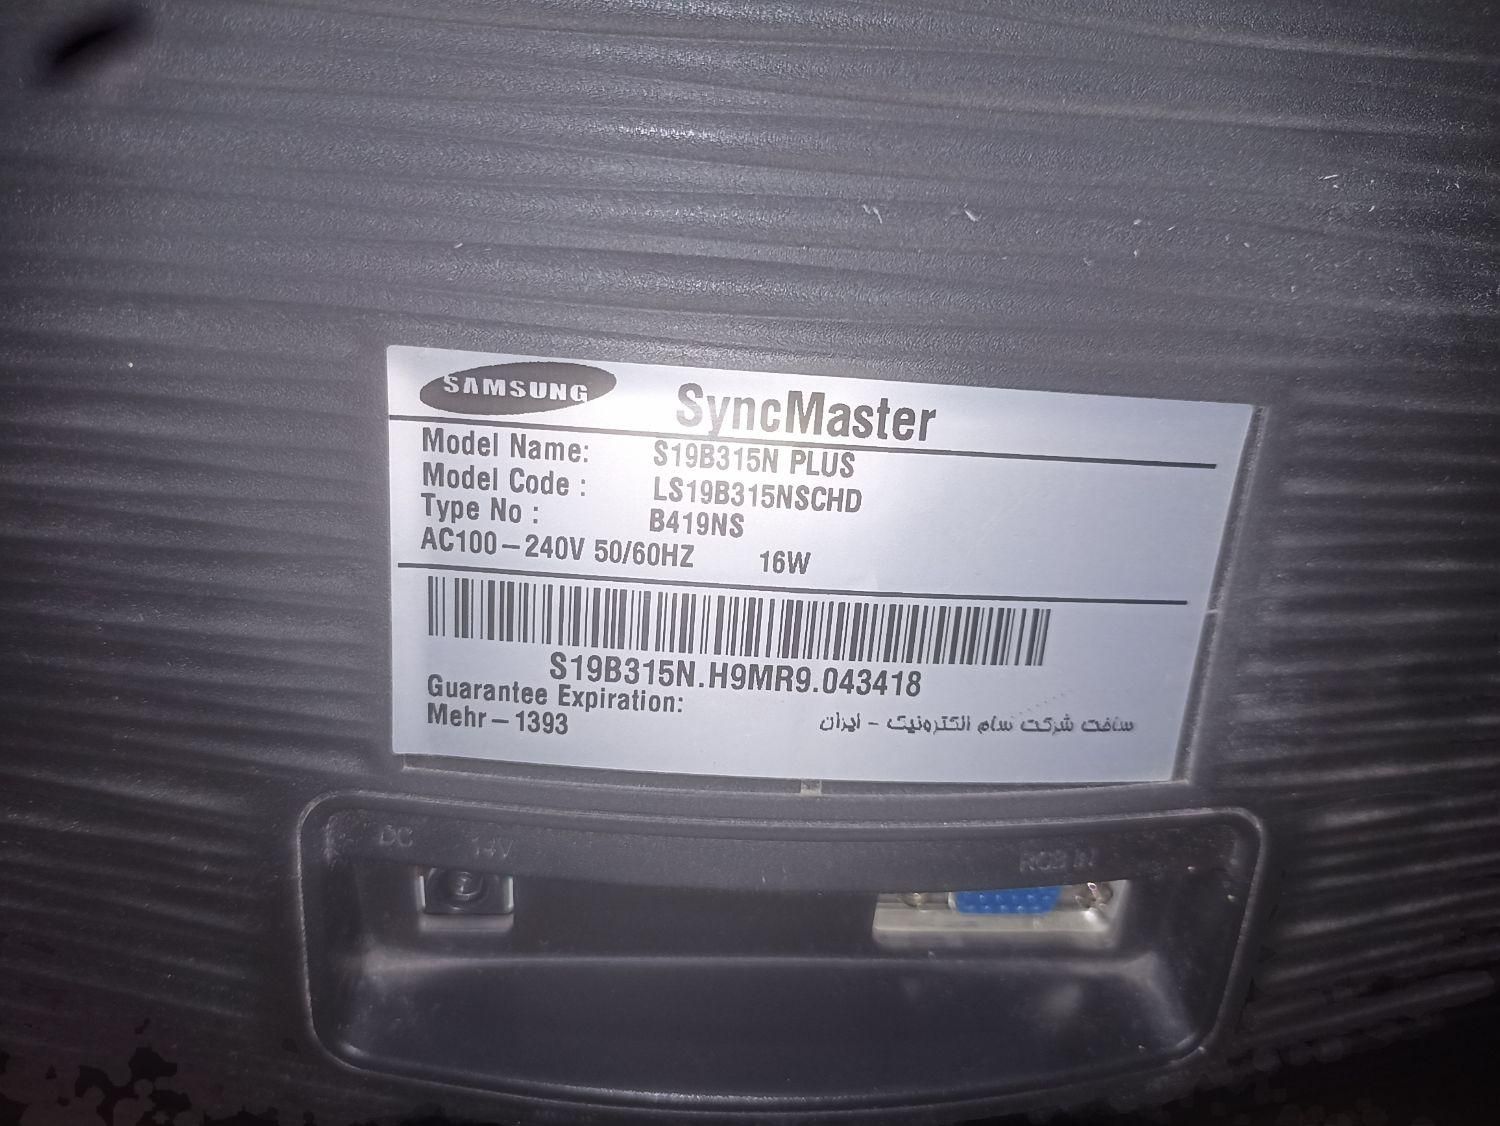 SAMSUNG
SyncMaster
Model Name: S19B315N PLUS
Model Code : LS19B315NSCHD
Type No : B419NS
AC100-240V 50/60HZ 16W
S19B315N.H9MR9.043418
Guarantee Expiration:
Mehr-1393
ساخت شرکت سام الکترونیک - ایران
DC 14V
RGB IN